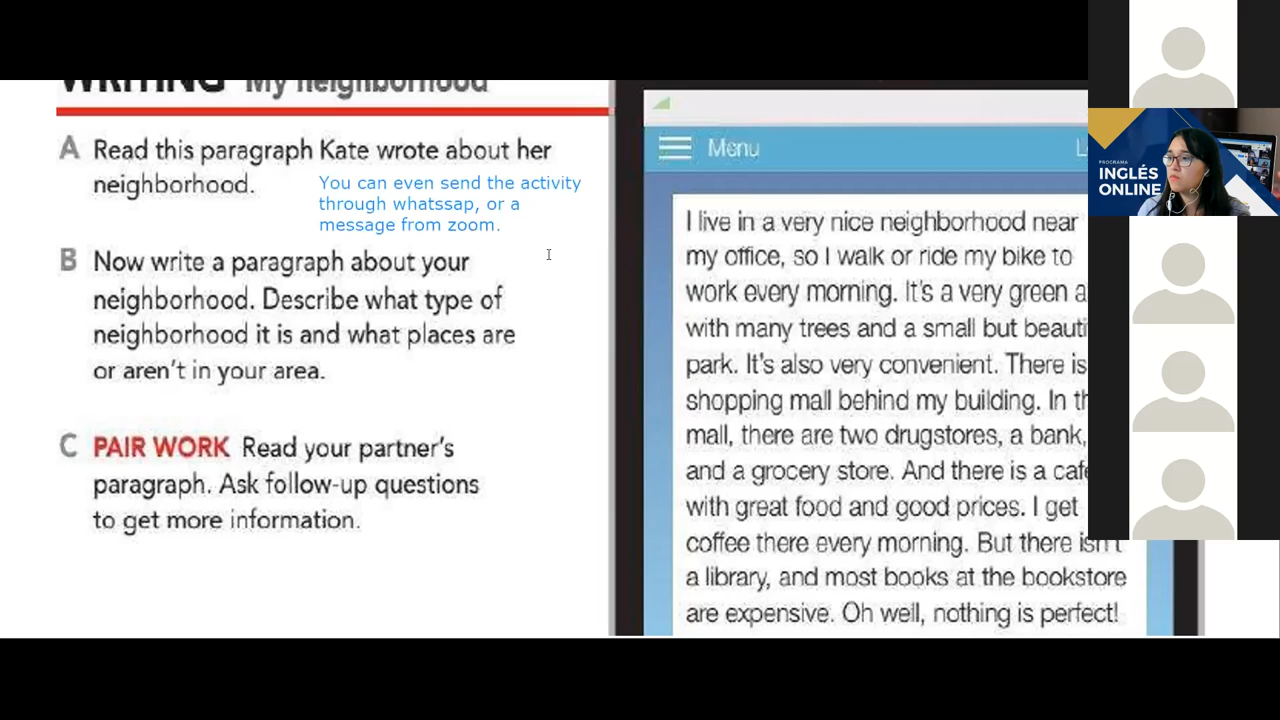 WRITING My neighborhood
A Read this paragraph Kate wrote about her
neighborhood.
You can even send the activity
through whatssap, or a
message from zoom.
B Now write a paragraph about your
neighborhood. Describe what type of
neighborhood it is and what places are
or aren't in your area.
C PAIR WORK Read your partner's
paragraph. Ask follow-up questions
to get more information.
Menu
I live in a very nice neighborhood near
my office, so I walk or ride my bike to
work every morning. It's a very green a
with many trees and a small but beauti
park. It's also very convenient. There is
shopping mall behind my building. In th
mall, there are two drugstores, a bank,
and a grocery store. And there is a café
with great food and good prices. I get
coffee there every morning. But there isn't
a library, and most books at the bookstore
are expensive. Oh well, nothing is perfect!
PROGRAMA
INGLÉS
ONLINE